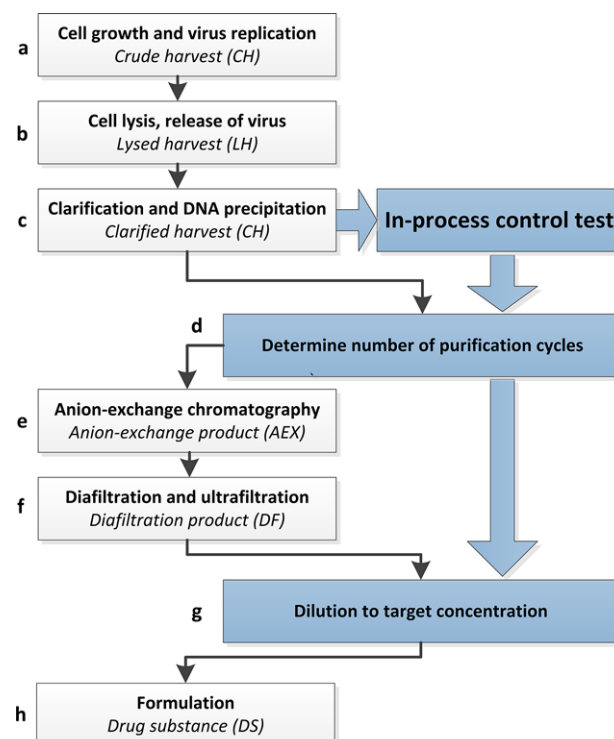 a
Cell growth and virus replication
Crude harvest (CH)
b
Cell lysis, release of virus
Lysed harvest (LH)
c
Clarification and DNA precipitation
Clarified harvest (CH)
In-process control test
d
Determine number of purification cycles
e
Anion-exchange chromatography
Anion-exchange product (AEX)
f
Diafiltration and ultrafiltration
Diafiltration product (DF)
g
Dilution to target concentration
h
Formulation
Drug substance (DS)